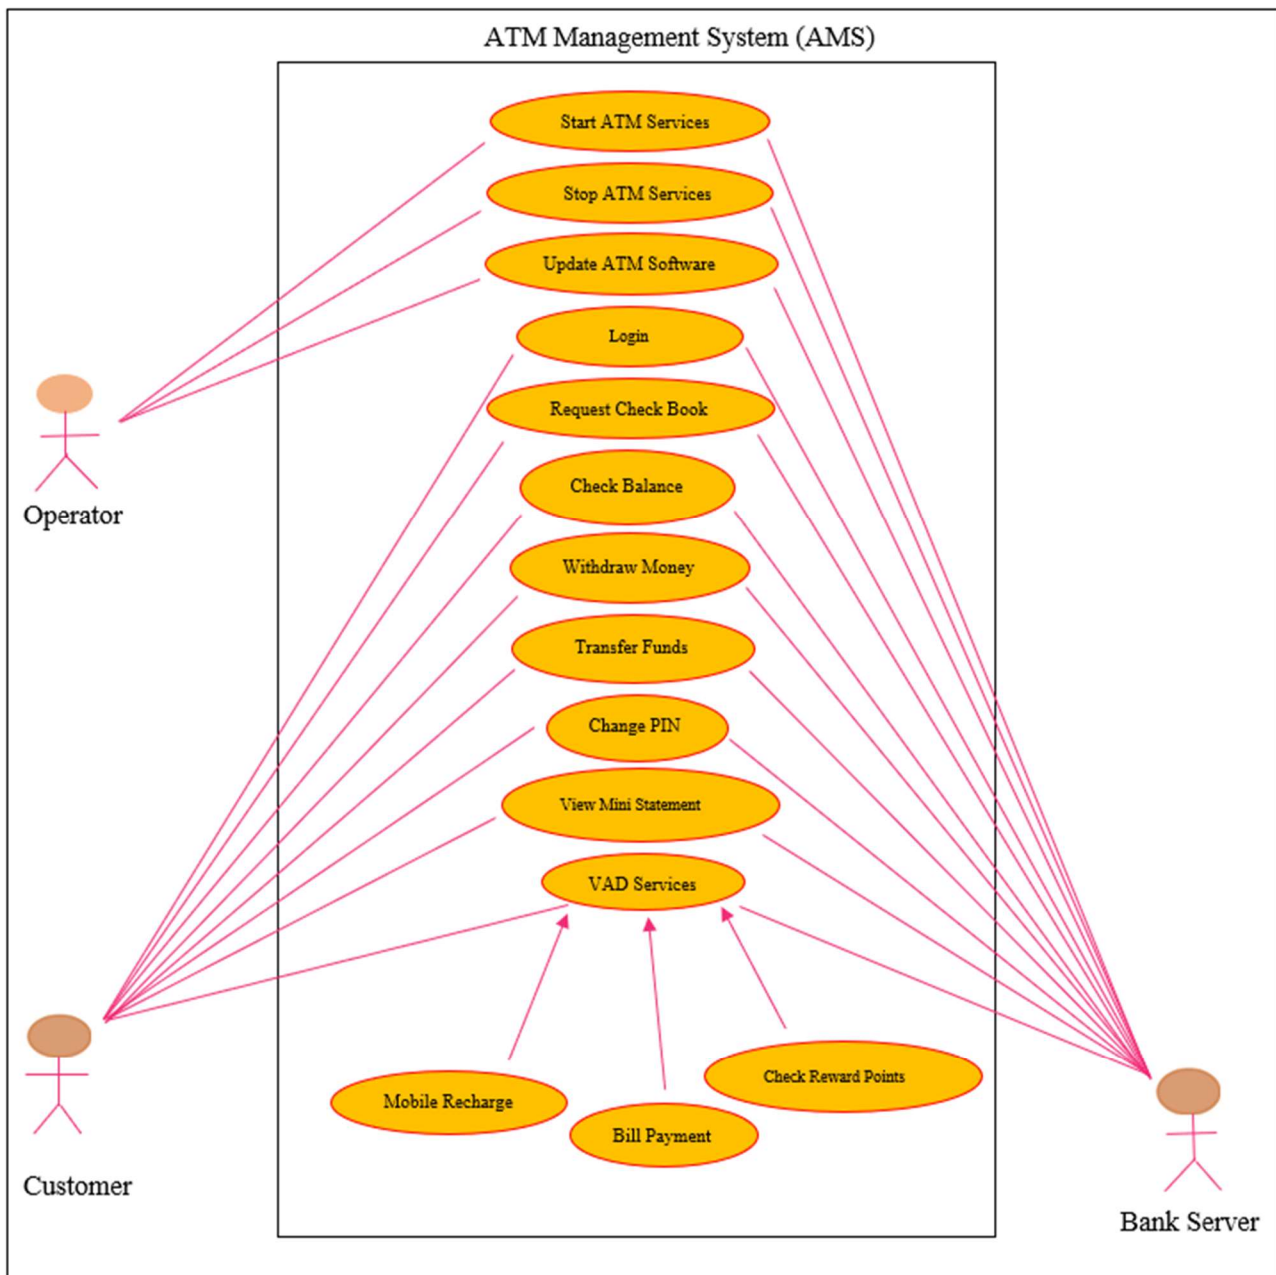 ATM Management System (AMS)
Start ATM Services
Stop ATM Services
Update ATM Software
Login
Request Check Book
Check Balance
Withdraw Money
Transfer Funds
Change PIN
View Mini Statement
VAD Services
Mobile Recharge
Bill Payment
Check Reward Points
Operator
Customer
Bank Server